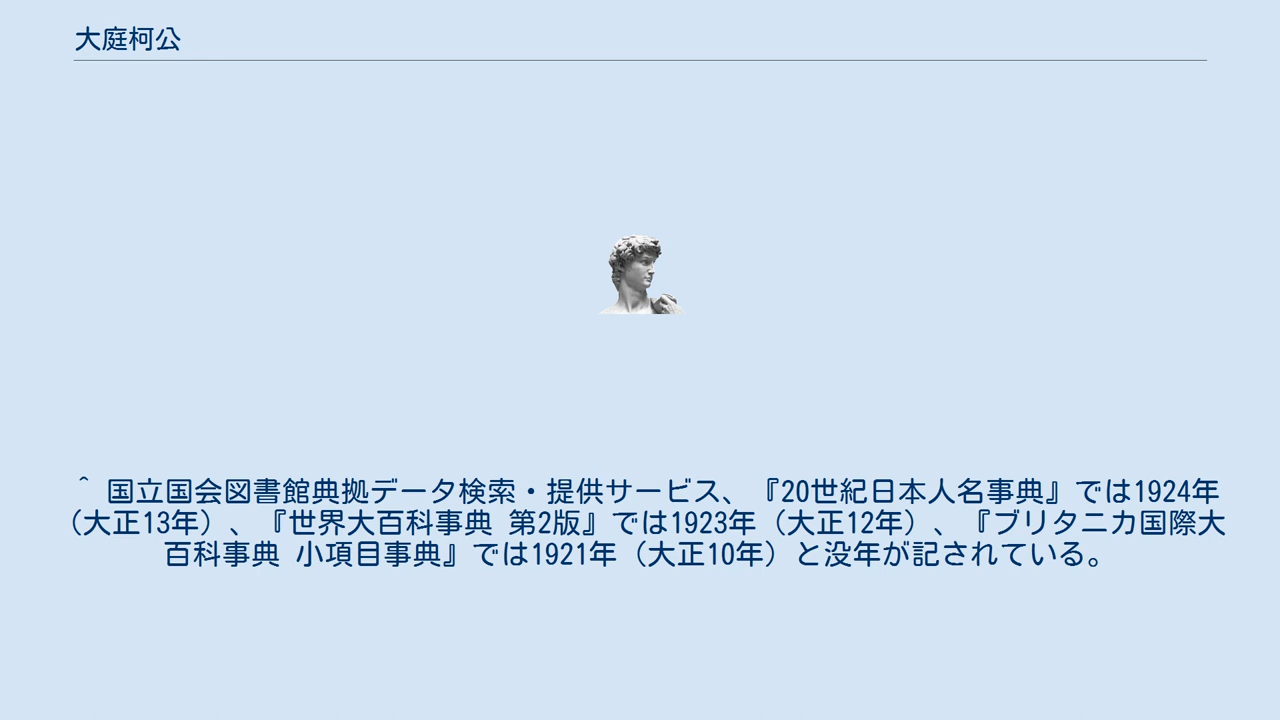 大庭柯公
^ 国立国会図書館典拠データ検索・提供サービス、『20世紀日本人名事典』では1924年
（大正13年）、『世界大百科事典 第2版』では1923年（大正12年）、『ブリタニカ国際大
百科事典 小項目事典』では1921年（大正10年）と没年が記されている。